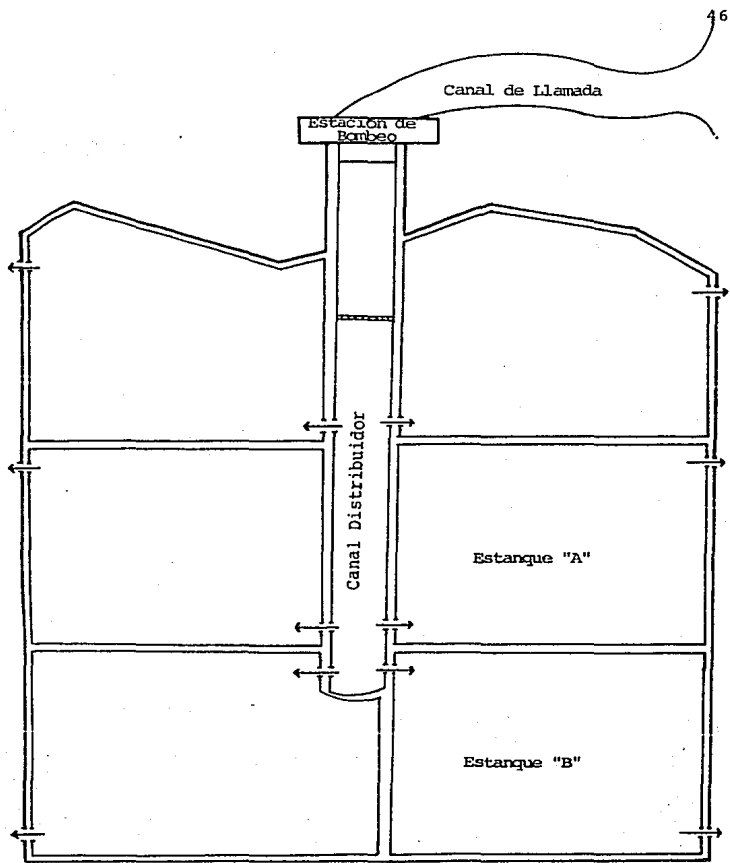 46
Canal de Llamada
Estación de
Bombeo
Canal Distribuidor
Estanque "A"
Estanque "B"